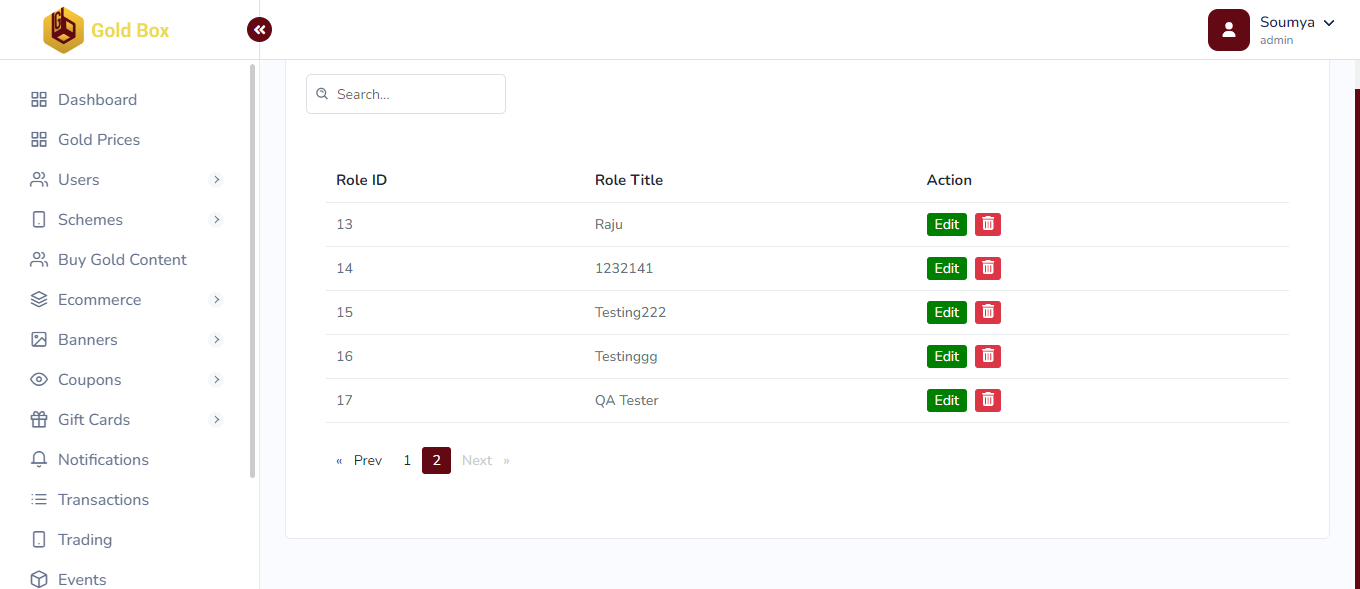 Gold Box
Soumya
admin
Dashboard
Gold Prices
Users
Schemes
Buy Gold Content
Ecommerce
Banners
Coupons
Gift Cards
Notifications
Transactions
Trading
Events
Search...
Role ID Role Title Action
13 Raju Edit
14 1232141 Edit
15 Testing222 Edit
16 Testinggg Edit
17 QA Tester Edit
« Prev 1 2 Next »